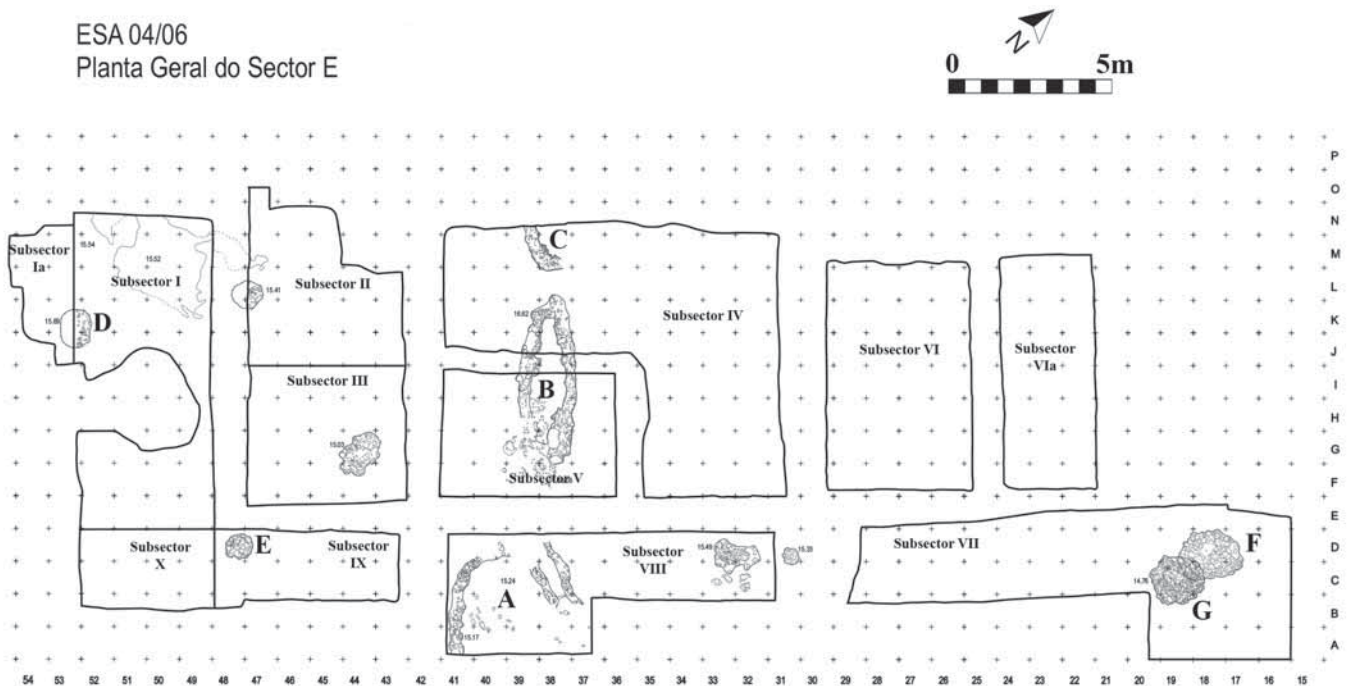 ESA 04/06
Planta Geral do Sector E
N
0 5m
P
O
N
M
L
K
J
I
H
G
F
E
D
C
B
A
Subsector
Ia
15.54
15.52
Subsector I
D
15.41
Subsector II
Subsector III
15.03
C
16.62
B
Subsector IV
Subsector V
Subsector VI
Subsector
VIa
Subsector
X
E
Subsector
IX
A
15.24
15.17
Subsector
VIII
15.49
Subsector VII
14.76
F
G
54 53 52 51 50 49 48 47 46 45 44 43 42 41 40 39 38 37 36 35 34 33 32 31 30 29 28 27 26 25 24 23 22 21 20 19 18 17 16 15